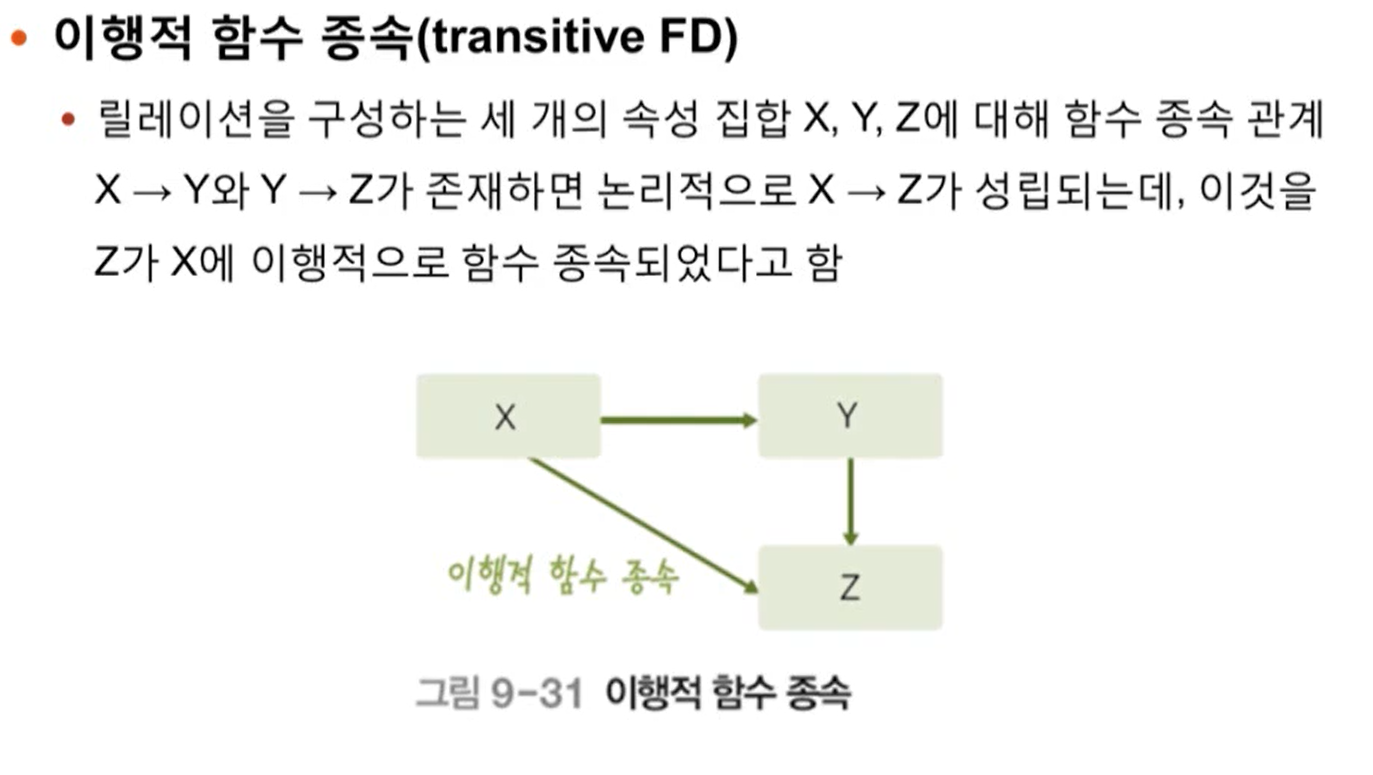 • 이행적 함수 종속(transitive FD)
• 릴레이션을 구성하는 세 개의 속성 집합 X, Y, Z에 대해 함수 종속 관계
X → Y와 Y → Z가 존재하면 논리적으로 X → Z가 성립되는데, 이것을
Z가 X에 이행적으로 함수 종속되었다고 함
X
Y
이행적 함수 종속
Z
그림 9-31 이행적 함수 종속